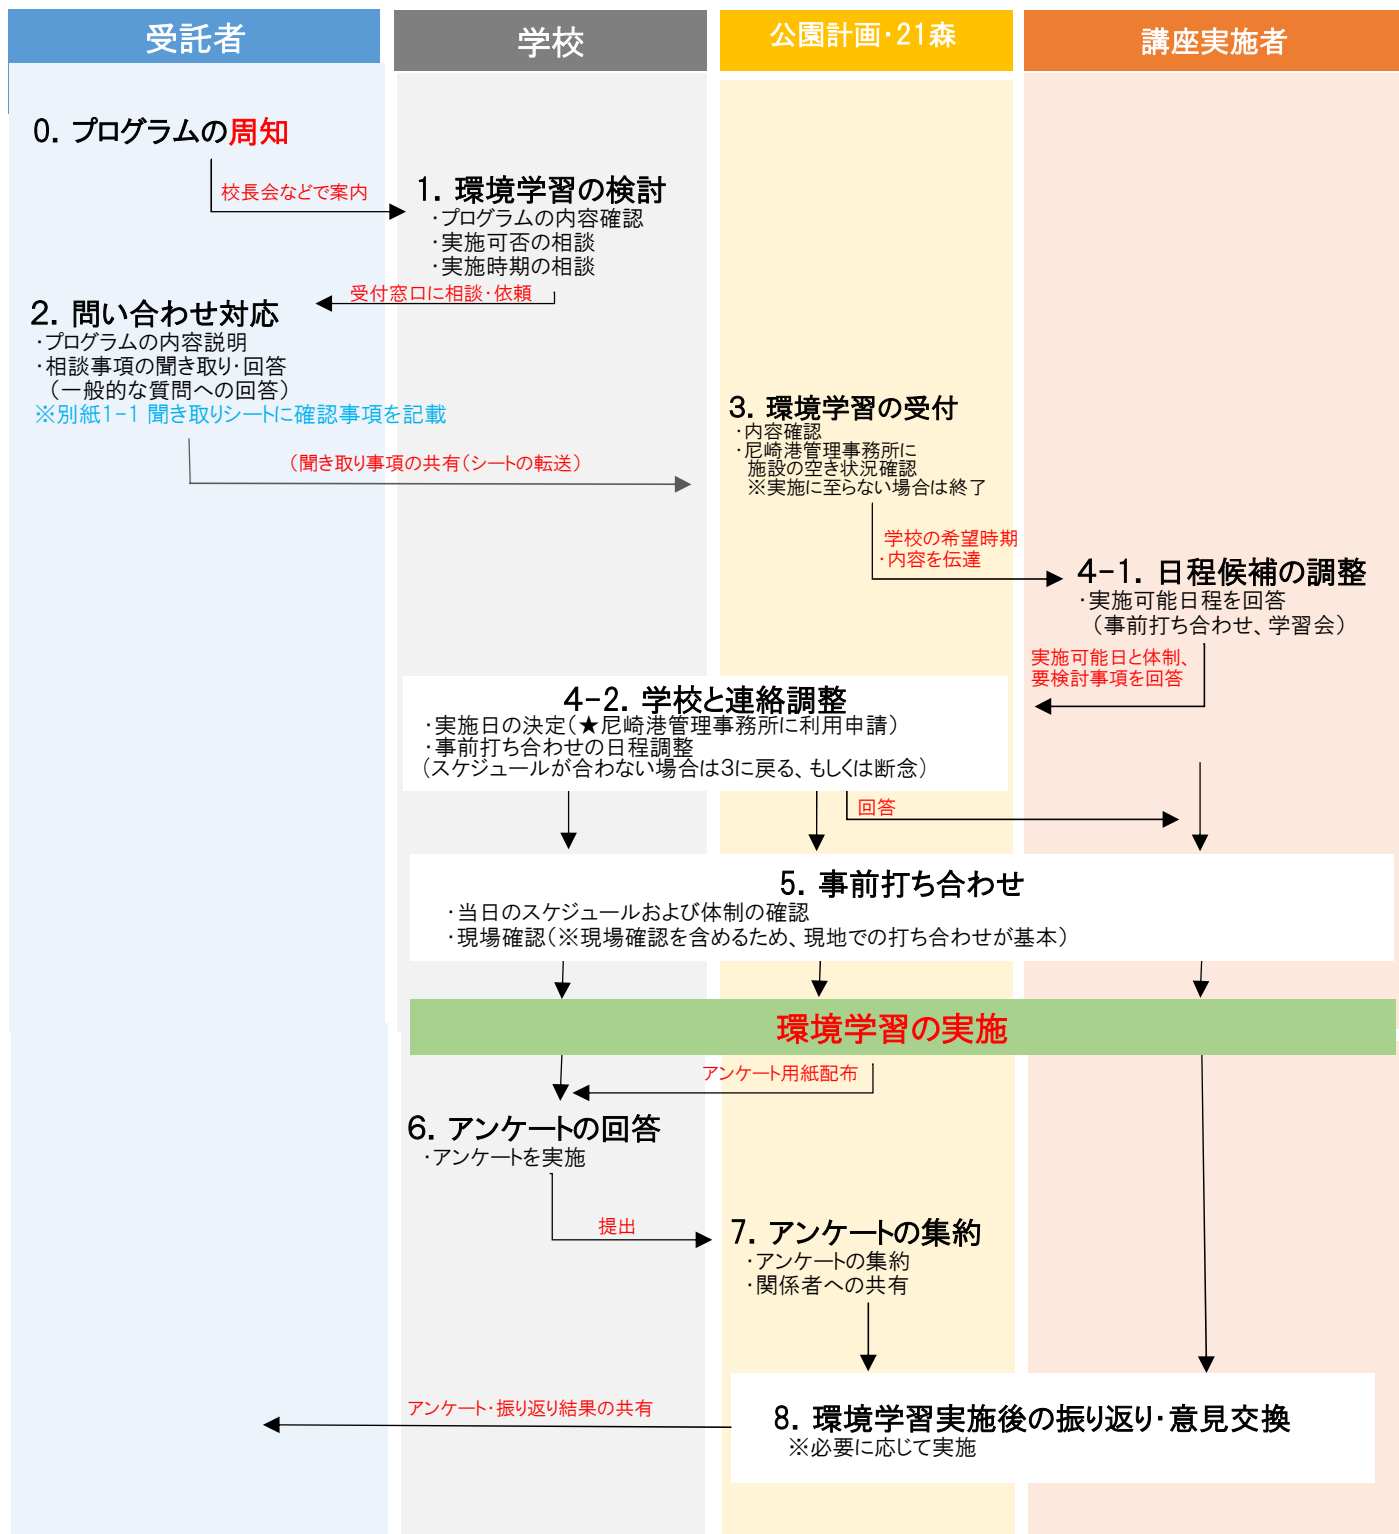 受託者
学校
公園計画・21森
講座実施者
0．プログラムの周知
校長会などで案内
1．環境学習の検討
・プログラムの内容確認
・実施可否の相談
・実施時期の相談
受付窓口に相談・依頼
2．問い合わせ対応
・プログラムの内容説明
・相談事項の聞き取り・回答
（一般的な質問への回答）
※別紙1-1 聞き取りシートに確認事項を記載
（聞き取り事項の共有（シートの転送）
3．環境学習の受付
・内容確認
・尼崎港管理事務所に
施設の空き状況確認
※実施に至らない場合は終了
学校の希望時期
・内容を伝達
4-1．日程候補の調整
・実施可能日程を回答
（事前打ち合わせ、学習会）
実施可能日と体制、
要検討事項を回答
4-2．学校と連絡調整
・実施日の決定（★尼崎港管理事務所に利用申請）
・事前打ち合わせの日程調整
（スケジュールが合わない場合は3に戻る、もしくは断念）
回答
5．事前打ち合わせ
・当日のスケジュールおよび体制の確認
・現場確認（※現場確認を含めるため、現地での打ち合わせが基本）
環境学習の実施
アンケート用紙配布
6．アンケートの回答
・アンケートを実施
提出
7．アンケートの集約
・アンケートの集約
・関係者への共有
アンケート・振り返り結果の共有
8．環境学習実施後の振り返り・意見交換
※必要に応じて実施